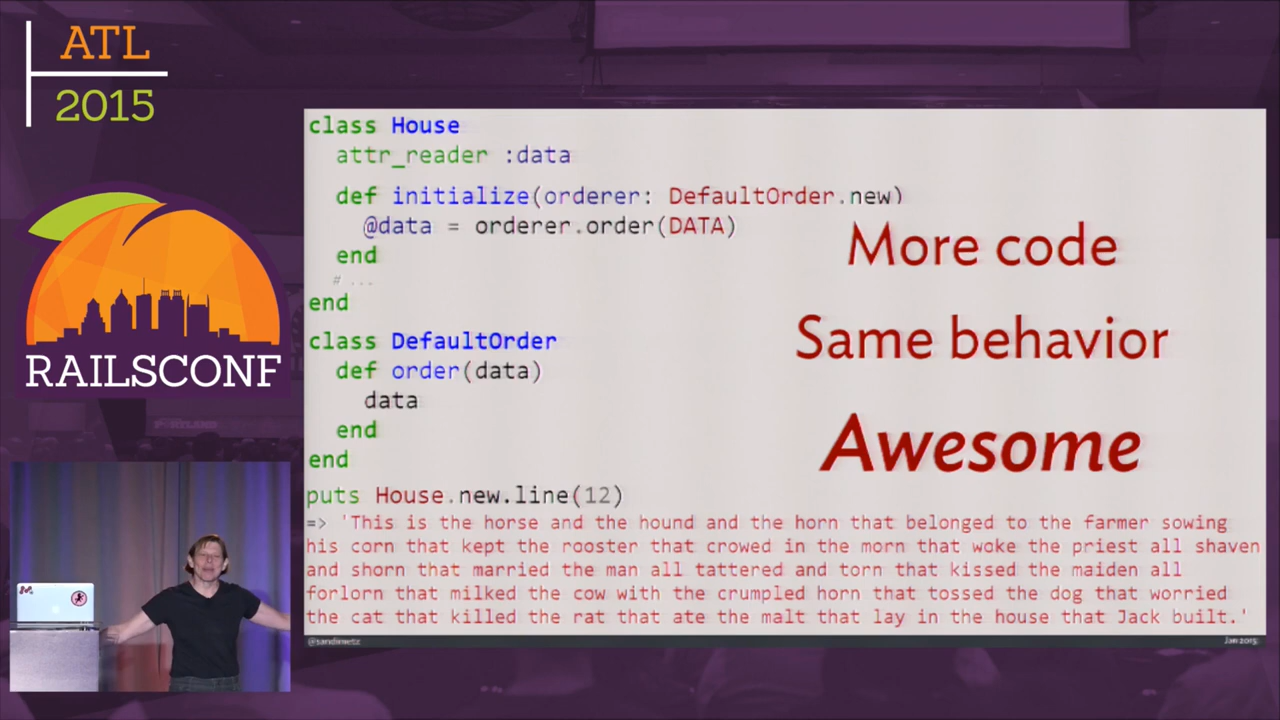 ATL
2015
RAILSCONF
class House
attr_reader :data
def initialize(orderer: DefaultOrder.new)
@data = orderer.order(DATA)
end
# ...
end
class DefaultOrder
def order(data)
data
end
end
puts House.new.line(12)
=> 'This is the horse and the hound and the horn that belonged to the farmer sowing
his corn that kept the rooster that crowed in the morn that woke the priest all shaven
and shorn that married the man all tattered and torn that kissed the maiden all
forlorn that milked the cow with the crumpled horn that tossed the dog that worried
the cat that killed the rat that ate the malt that lay in the house that Jack built.'
More code
Same behavior
Awesome
@sandimetz
Jan 2015